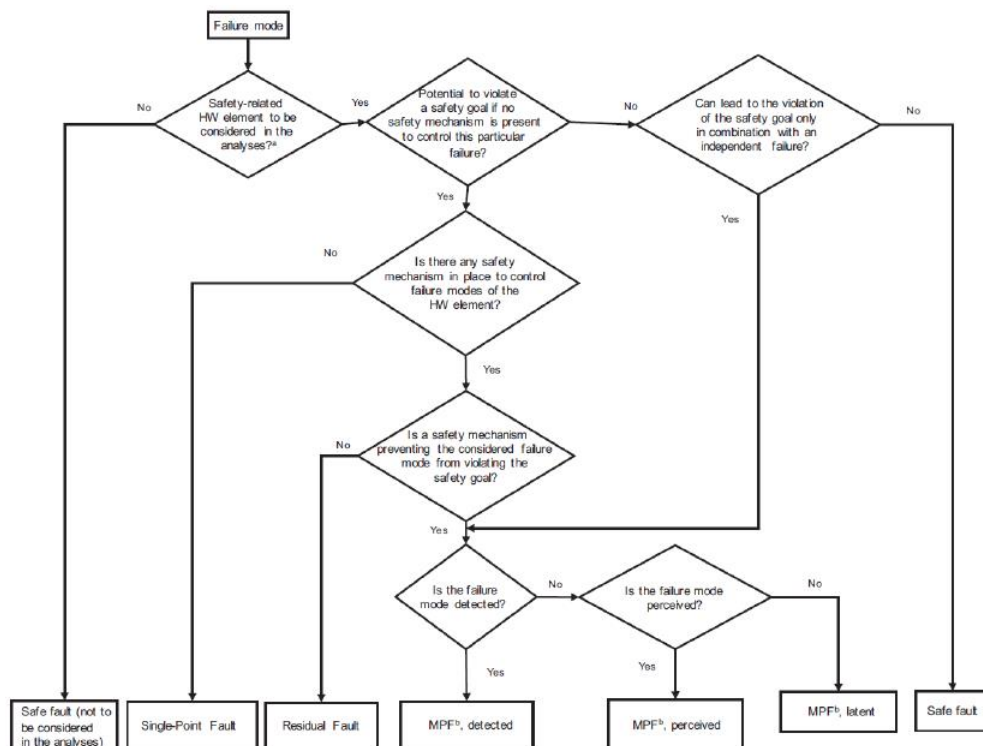 Failure mode
No
Safety-related
HW element to be
considered in the
analyses?ᵃ
Yes
Potential to violate
a safety goal if no
safety mechanism is present
to control this particular
failure?
No
Can lead to the violation
of the safety goal only
in combination with an
independent failure?
No
Yes
Yes
No
Is there any safety
mechanism in place to control
failure modes of the
HW element?
Yes
No
Is a safety mechanism
preventing the considered failure
mode from violating the
safety goal?
Yes
Is the failure
mode detected?
No
Is the failure mode
perceived?
No
Yes
Yes
Safe fault (not to
be considered
in the analyses)
Single-Point Fault
Residual Fault
MPFᵇ, detected
MPFᵇ, perceived
MPFᵇ, latent
Safe fault